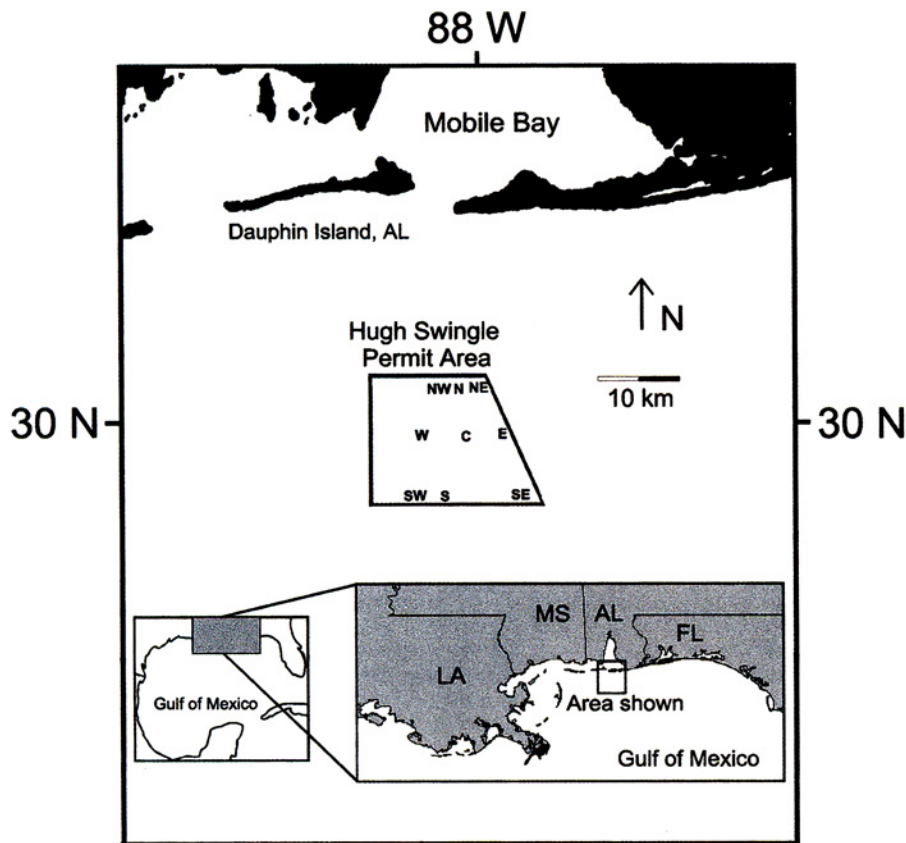 88 W
Mobile Bay
Dauphin Island, AL
N
Hugh Swingle
Permit Area
10 km
NW N NE
30 N
30 N
W C E
SW S SE
MS AL
FL
LA
Gulf of Mexico
Area shown
Gulf of Mexico